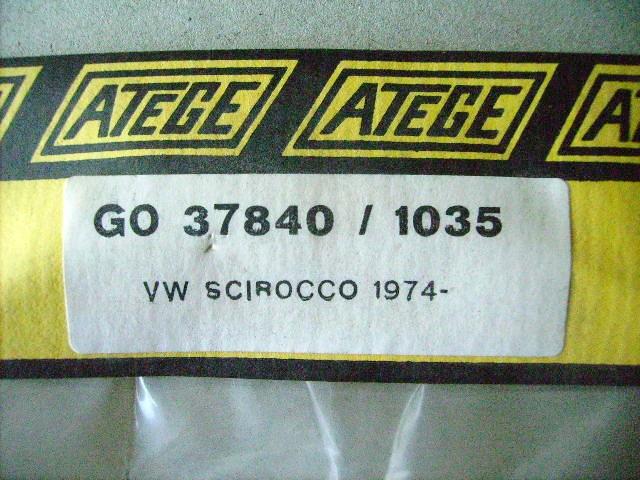 ATEGE ATEGE
GO 37840 / 1035
VW SCIROCCO 1974-